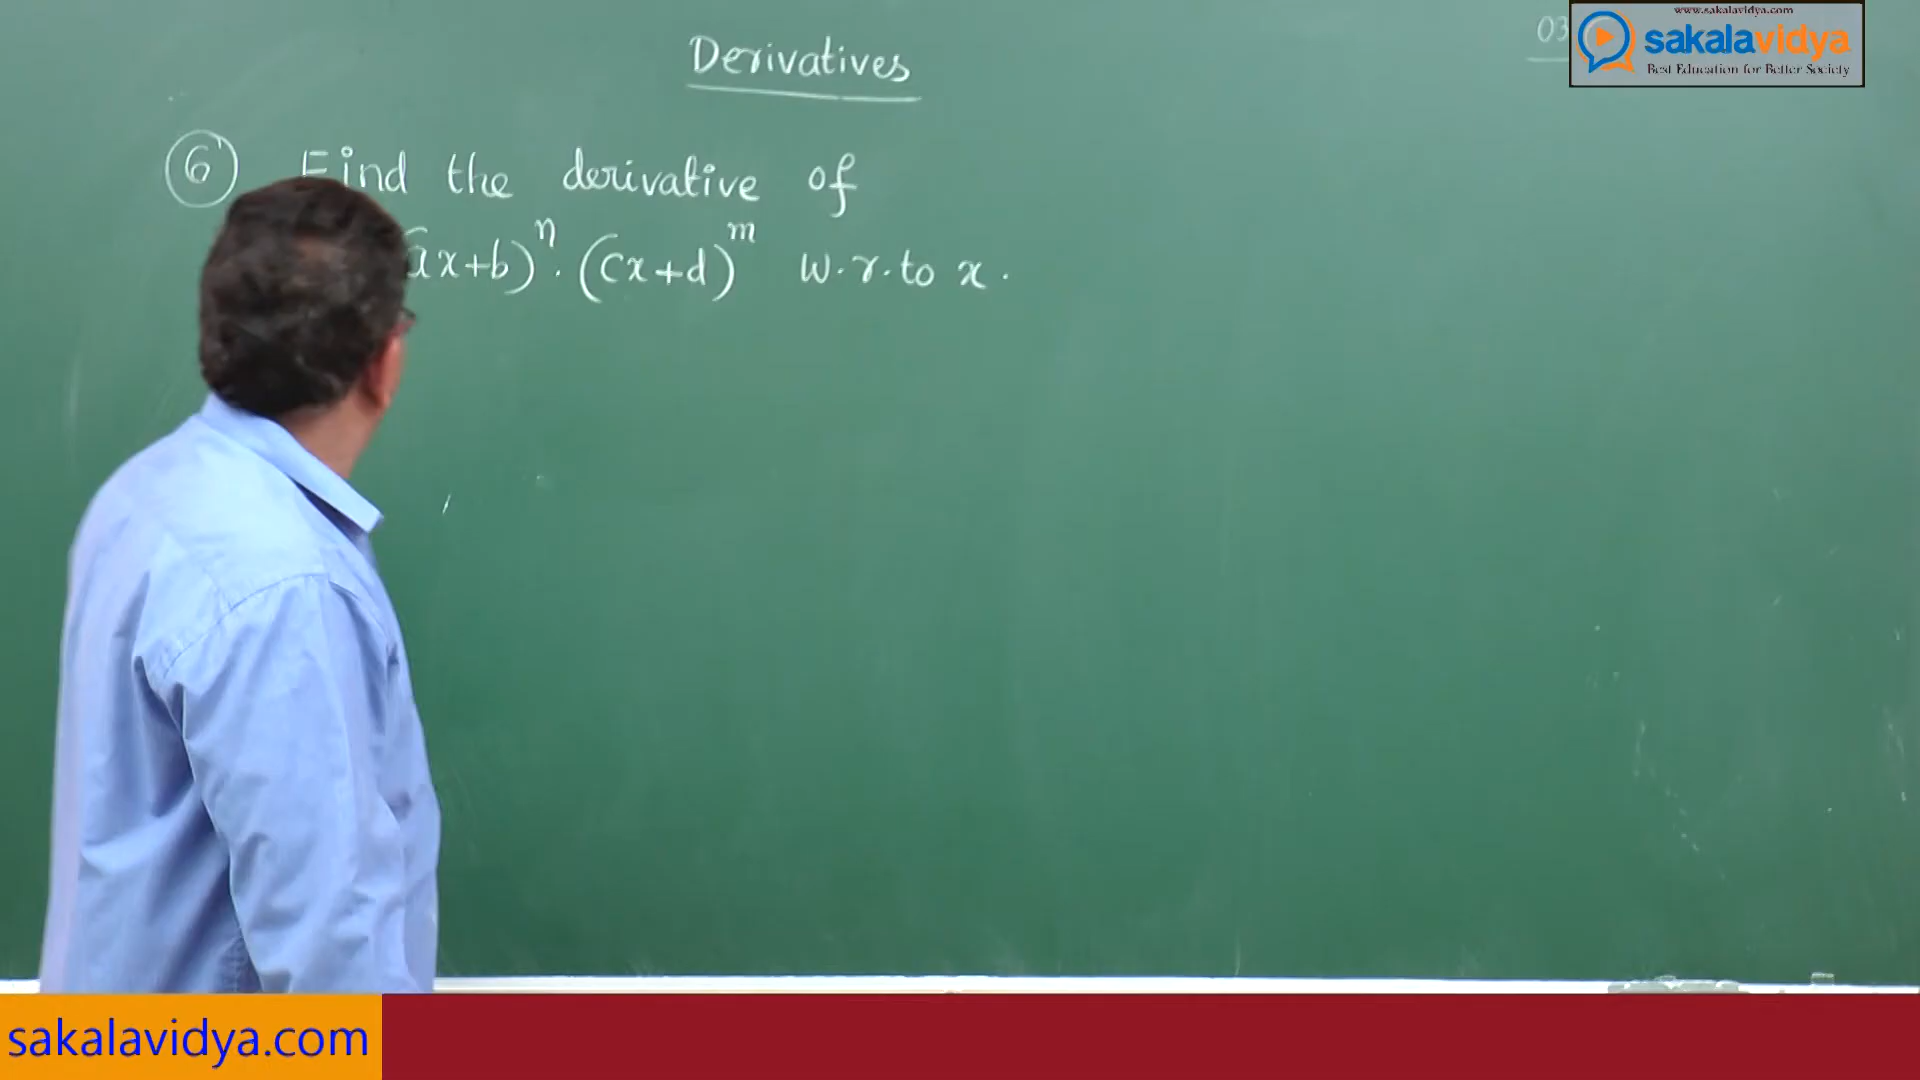 www.sakalavidya.com
03
sakalavidya
Best Education for Better Society
Derivatives
6 Find the derivative of
(ax+b)^n . (cx+d)^m w.r.to x.
sakalavidya.com